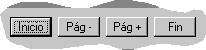 Inicio Pág - Pág + Fin